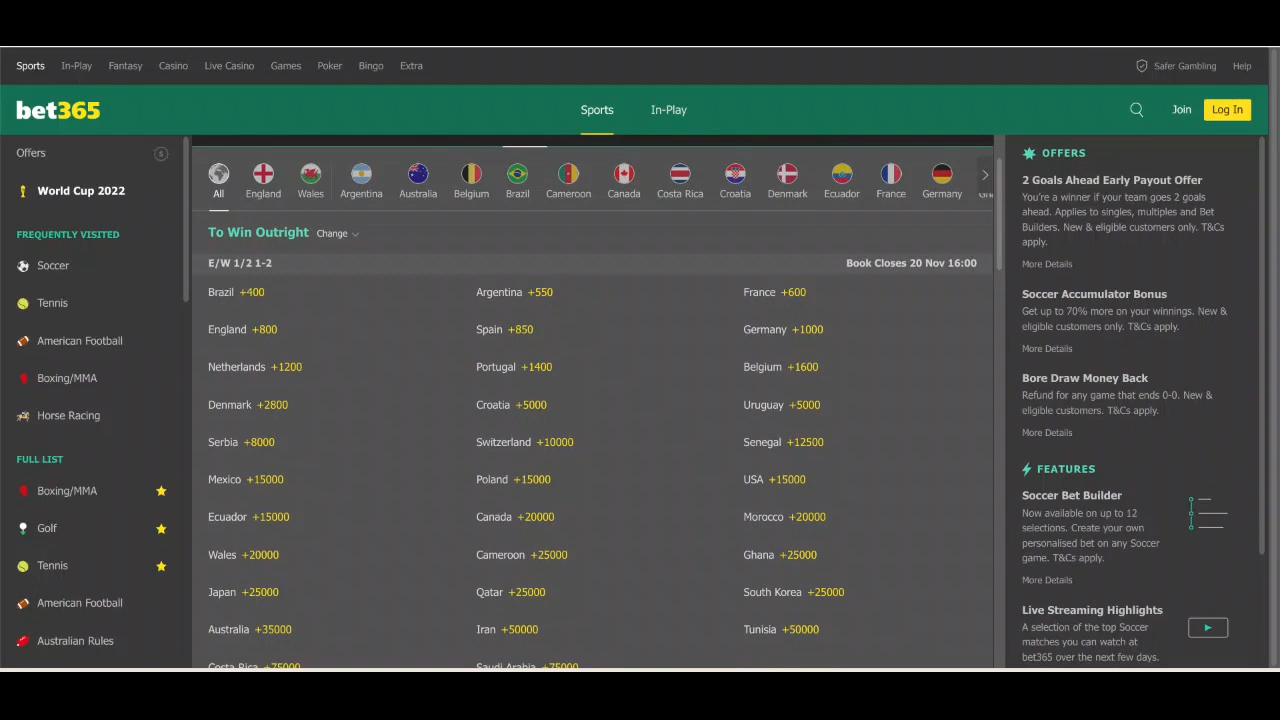 Sports In-Play Fantasy Casino Live Casino Games Poker Bingo Extra Safer Gambling Help
bet365 Sports In-Play Join Log In
Offers $
World Cup 2022
FREQUENTLY VISITED
Soccer
Tennis
American Football
Boxing/MMA
Horse Racing
FULL LIST
Boxing/MMA
Golf
Tennis
American Football
Australian Rules
All England Wales Argentina Australia Belgium Brazil Cameroon Canada Costa Rica Croatia Denmark Ecuador France Germany
To Win Outright Change
E/W 1/2 1-2 Book Closes 20 Nov 16:00
Brazil +400 Argentina +550 France +600
England +800 Spain +850 Germany +1000
Netherlands +1200 Portugal +1400 Belgium +1600
Denmark +2800 Croatia +5000 Uruguay +5000
Serbia +8000 Switzerland +10000 Senegal +12500
Mexico +15000 Poland +15000 USA +15000
Ecuador +15000 Canada +20000 Morocco +20000
Wales +20000 Cameroon +25000 Ghana +25000
Japan +25000 Qatar +25000 South Korea +25000
Australia +35000 Iran +50000 Tunisia +50000
Costa Rica +75000 Saudi Arabia +75000
OFFERS
2 Goals Ahead Early Payout Offer
You're a winner if your team goes 2 goals
ahead. Applies to singles, multiples and Bet
Builders. New & eligible customers only. T&Cs
apply.
More Details
Soccer Accumulator Bonus
Get up to 70% more on your winnings. New &
eligible customers only. T&Cs apply.
More Details
Bore Draw Money Back
Refund for any game that ends 0-0. New &
eligible customers. T&Cs apply.
More Details
FEATURES
Soccer Bet Builder
Now available on up to 12
selections. Create your own
personalised bet on any Soccer
game. T&Cs apply.
More Details
Live Streaming Highlights
A selection of the top Soccer
matches you can watch at
bet365 over the next few days.